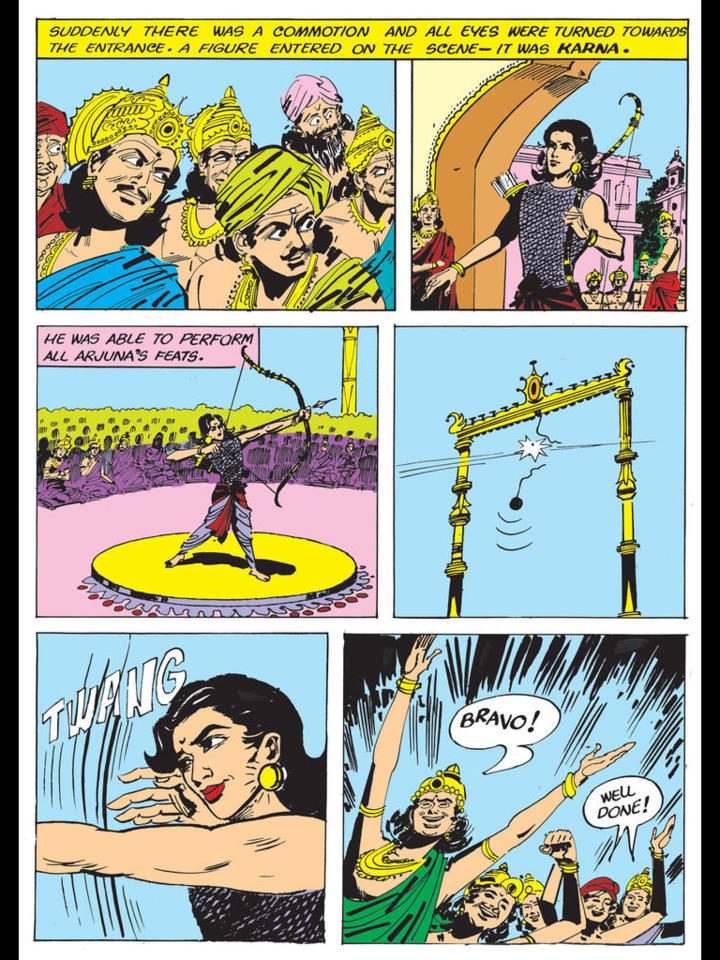 SUDDENLY THERE WAS A COMMOTION AND ALL EYES WERE TURNED TOWARDS
THE ENTRANCE. A FIGURE ENTERED ON THE SCENE—IT WAS KARNA.
HE WAS ABLE TO PERFORM
ALL ARJUNA'S FEATS.
TWANG
BRAVO!
WELL
DONE!